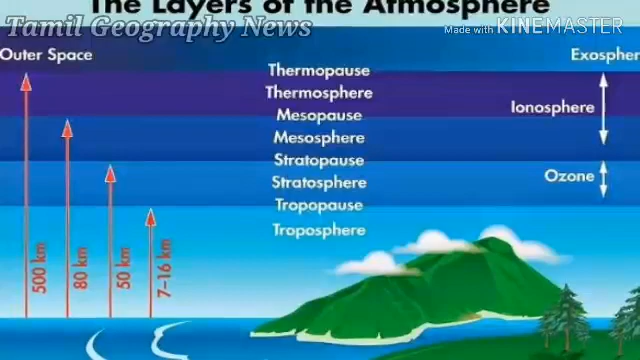 The Layers of the Atmosphere
Tamil Geography News
Made with KINEMASTER
Outer Space
Exospher
Thermopause
Thermosphere
Ionosphere
Mesopause
Mesosphere
Stratopause
Ozone
Stratosphere
Tropopause
Troposphere
500 km
80 km
50 km
7-16 km